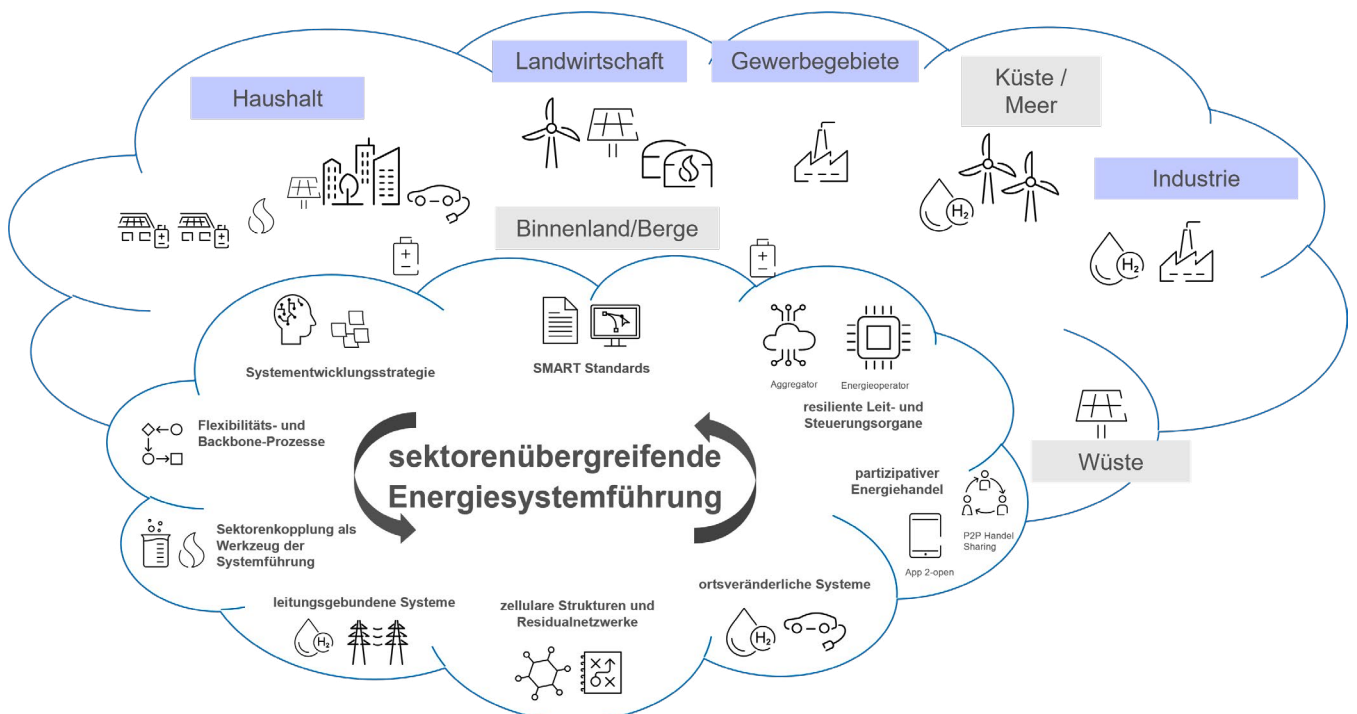 Haushalt
Landwirtschaft
Gewerbegebiete
Küste /
Meer
Industrie
H2
H2
Binnenland/Berge
Systementwicklungsstrategie
SMART Standards
Aggregator
Energieoperator
resiliente Leit- und
Steuerungsorgane
Flexibilitäts- und
Backbone-Prozesse
sektorenübergreifende
Energiesystemführung
Wüste
partizipativer
Energiehandel
P2P Handel
Sharing
App 2-open
Sektorenkopplung als
Werkzeug der
Systemführung
leitungsgebundene Systeme
H2
zellulare Strukturen und
Residualnetzwerke
ortsveränderliche Systeme
H2